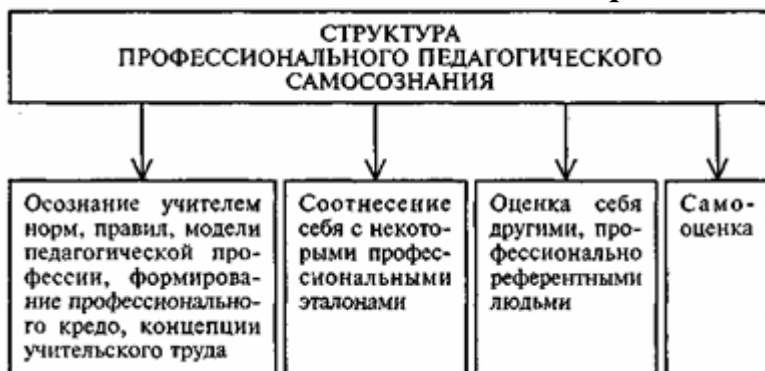 СТРУКТУРА
ПРОФЕССИОНАЛЬНОГО ПЕДАГОГИЧЕСКОГО
САМОСОЗНАНИЯ
Осознание учителем
норм, правил, модели
педагогической про-
фессии, формирова-
ние профессионально-
го кредо, концепции
учительского труда
Соотнесение
себя с некото-
рыми профес-
сиональными
эталонами
Оценка себя
другими, про-
фессионально
референтными
людьми
Само-
оценка